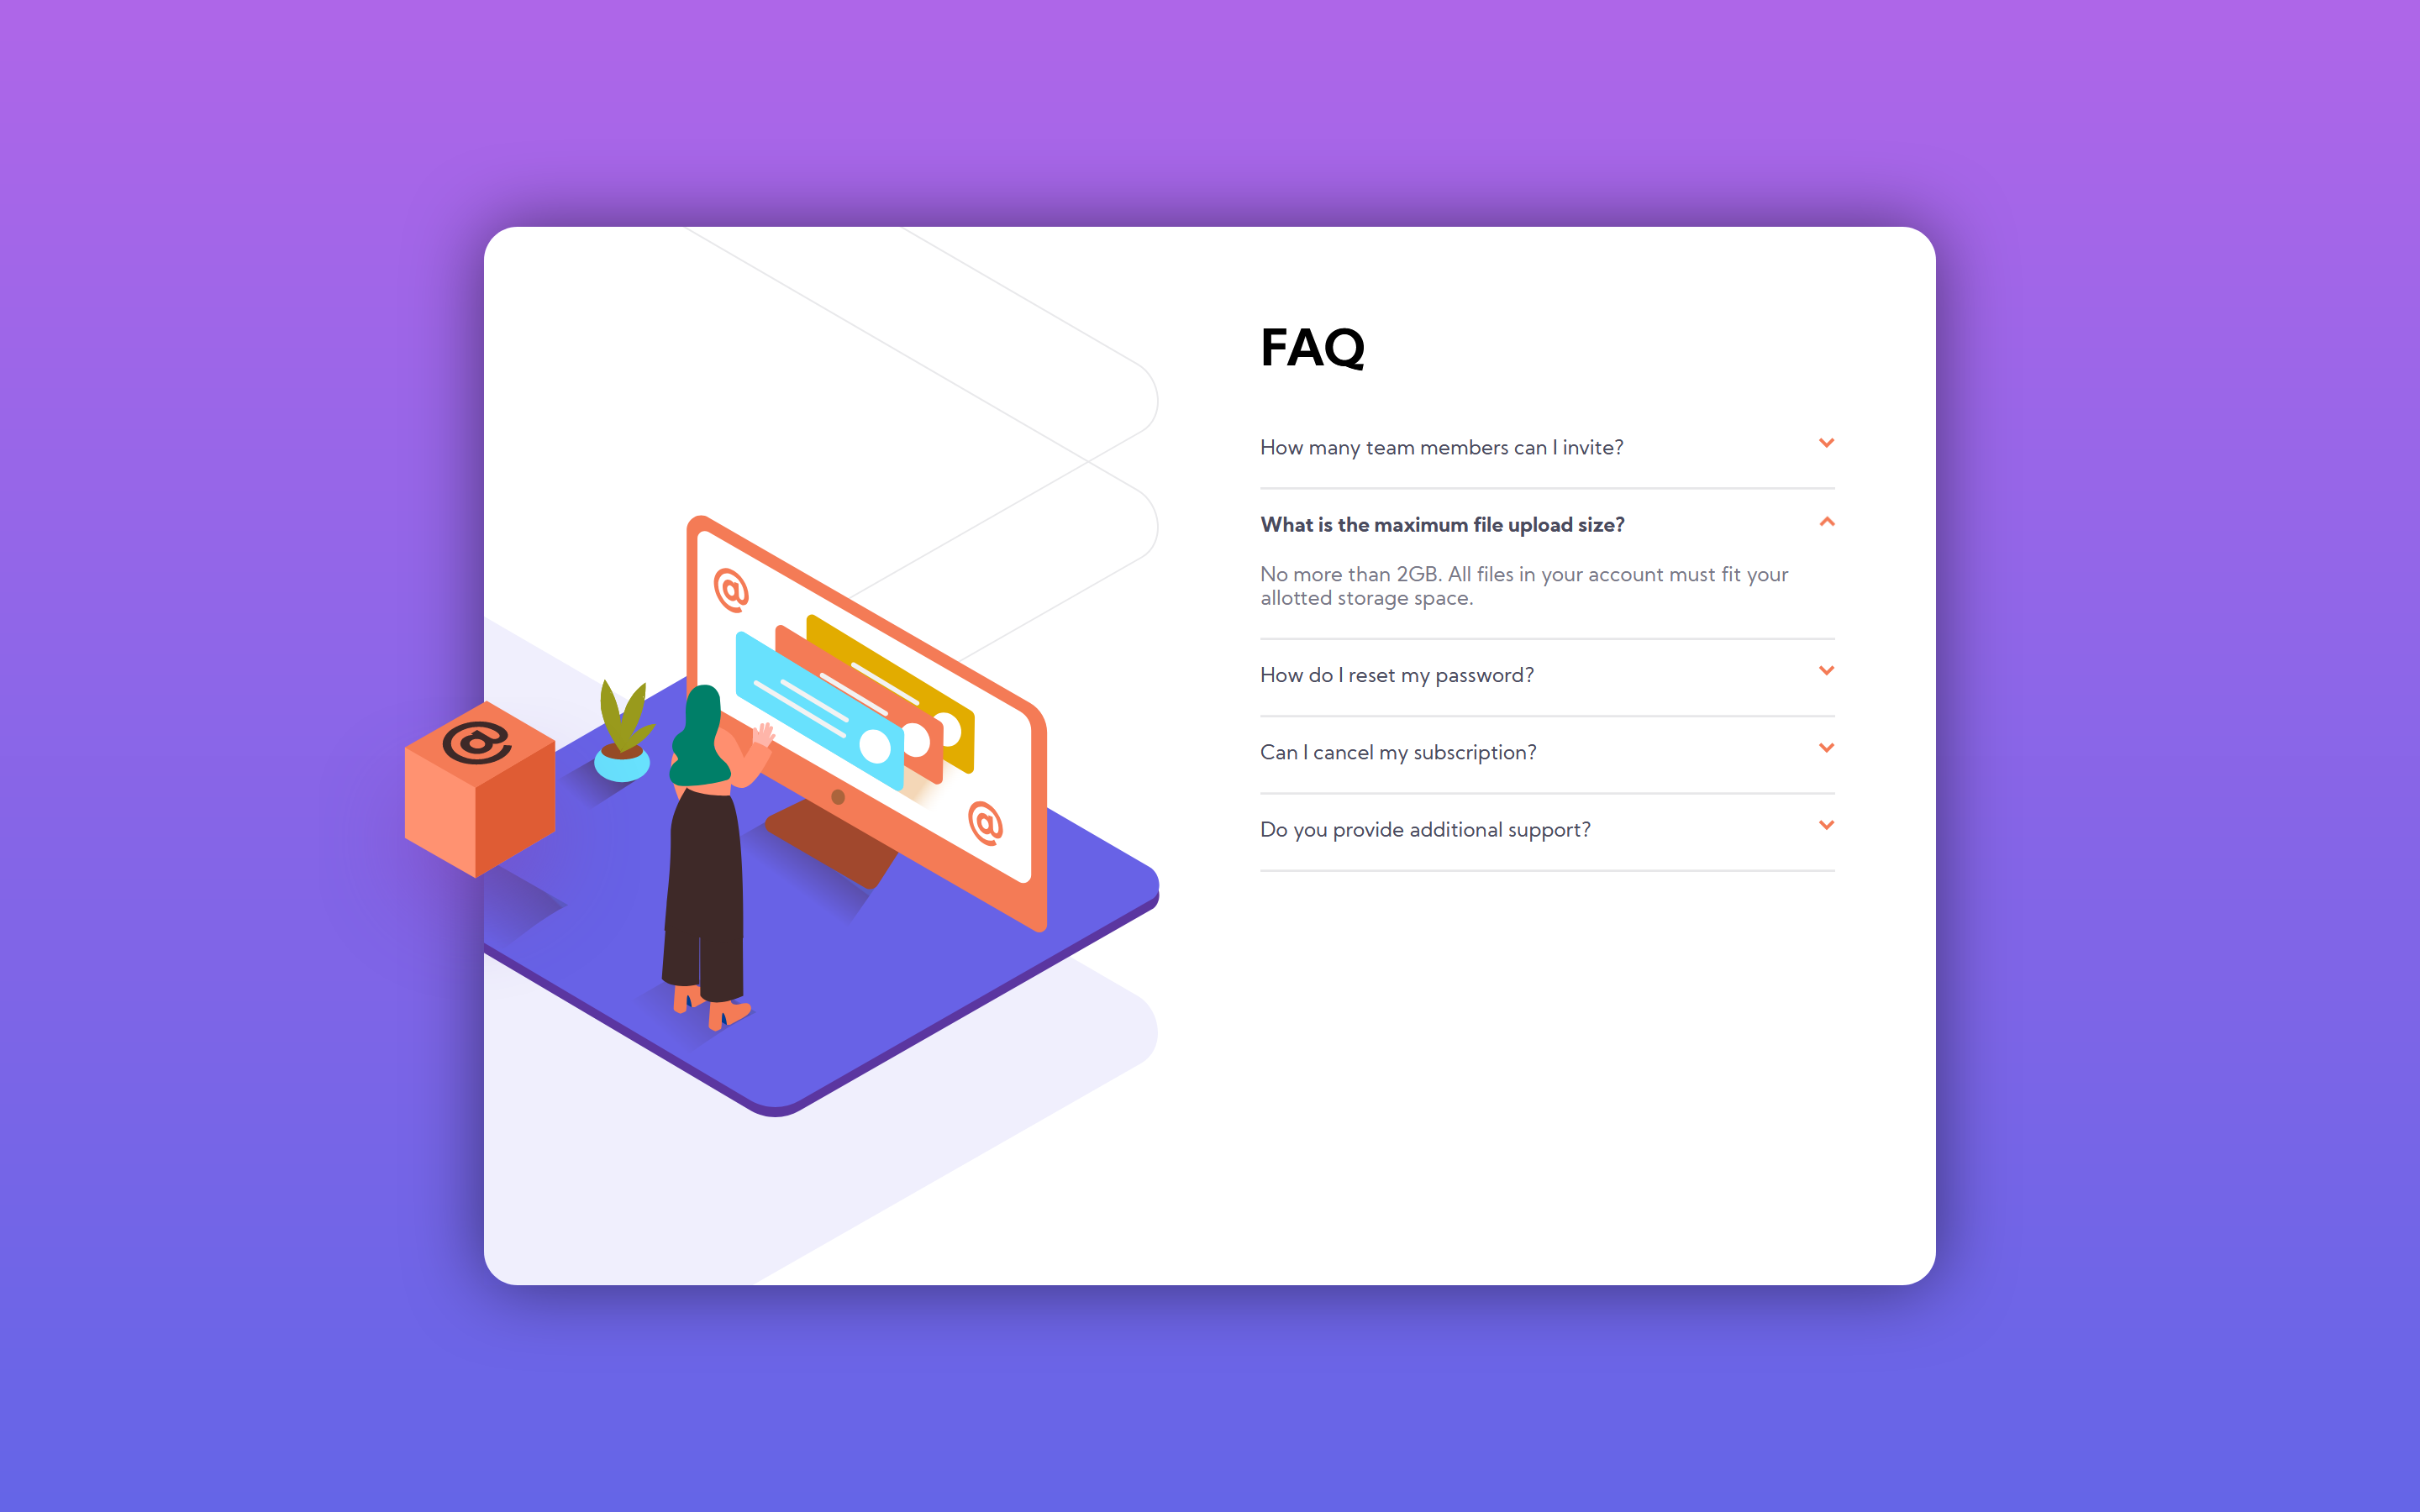 FAQ
How many team members can I invite?
What is the maximum file upload size?
No more than 2GB. All files in your account must fit your
allotted storage space.
How do I reset my password?
Can I cancel my subscription?
Do you provide additional support?
@
@
@